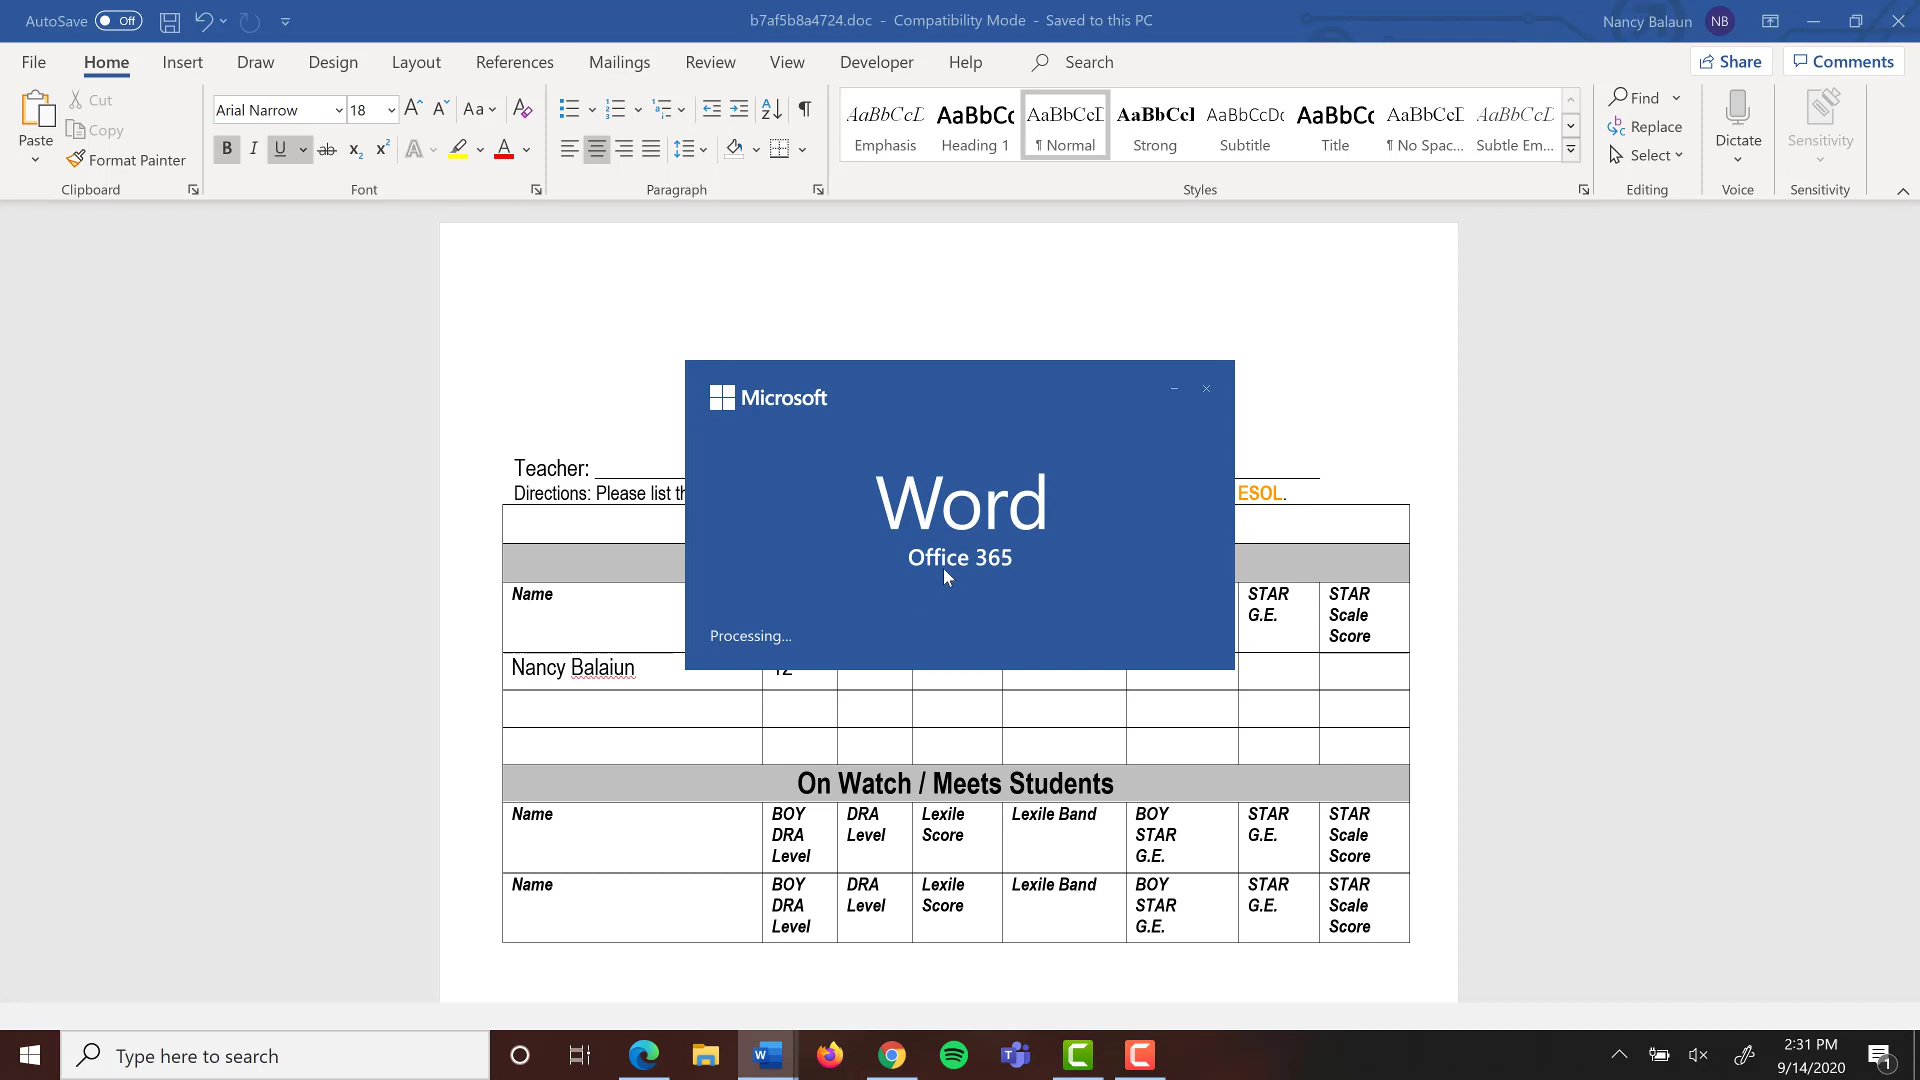 AutoSave Off b7af5b8a4724.doc - Compatibility Mode - Saved to this PC Nancy Balaun NB
File Home Insert Draw Design Layout References Mailings Review View Developer Help Search Share Comments
Paste
Cut
Copy
Format Painter
Clipboard
Arial Narrow 18
Font
Paragraph
AaBbCcL AaBbCc AaBbCcI AaBbCcI AaBbCcDc AaBbCc AaBbCcL AaBbCcL
Emphasis Heading 1 ¶ Normal Strong Subtitle Title ¶ No Spac... Subtle Em...
Styles
Find
Replace
Select
Editing
Dictate
Voice
Sensitivity
Sensitivity
Microsoft
Word
Office 365
Processing...
Teacher:
Directions: Please list th ESOL.
Name STAR G.E. STAR Scale Score
Nancy Balaiun 12
On Watch / Meets Students
Name BOY DRA Level DRA Level Lexile Score Lexile Band BOY STAR G.E. STAR G.E. STAR Scale Score
Name BOY DRA Level DRA Level Lexile Score Lexile Band BOY STAR G.E. STAR G.E. STAR Scale Score
Type here to search
2:31 PM
9/14/2020
1